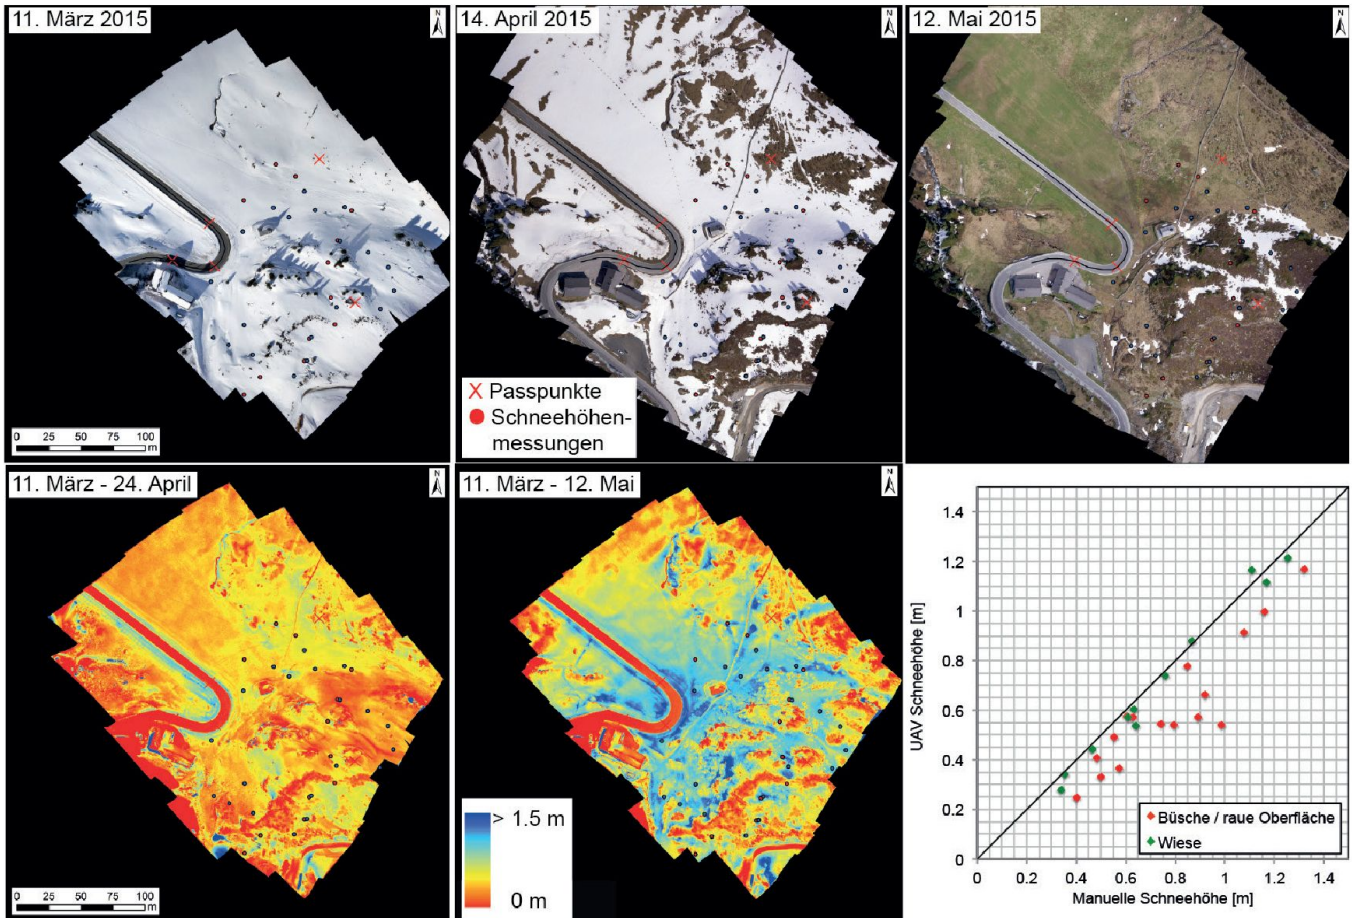 11. März 2015
N
14. April 2015
N
12. Mai 2015
N
X Passpunkte
Schneehöhen-
messungen
0 25 50 75 100
m
11. März - 24. April
N
11. März - 12. Mai
N
> 1.5 m
0 m
0 25 50 75 100
m
UAV Schneehöhe [m]
1.4
1.2
1
0.8
0.6
0.4
0.2
0
0 0.2 0.4 0.6 0.8 1 1.2 1.4
Manuelle Schneehöhe [m]
Büsche / raue Oberfläche
Wiese